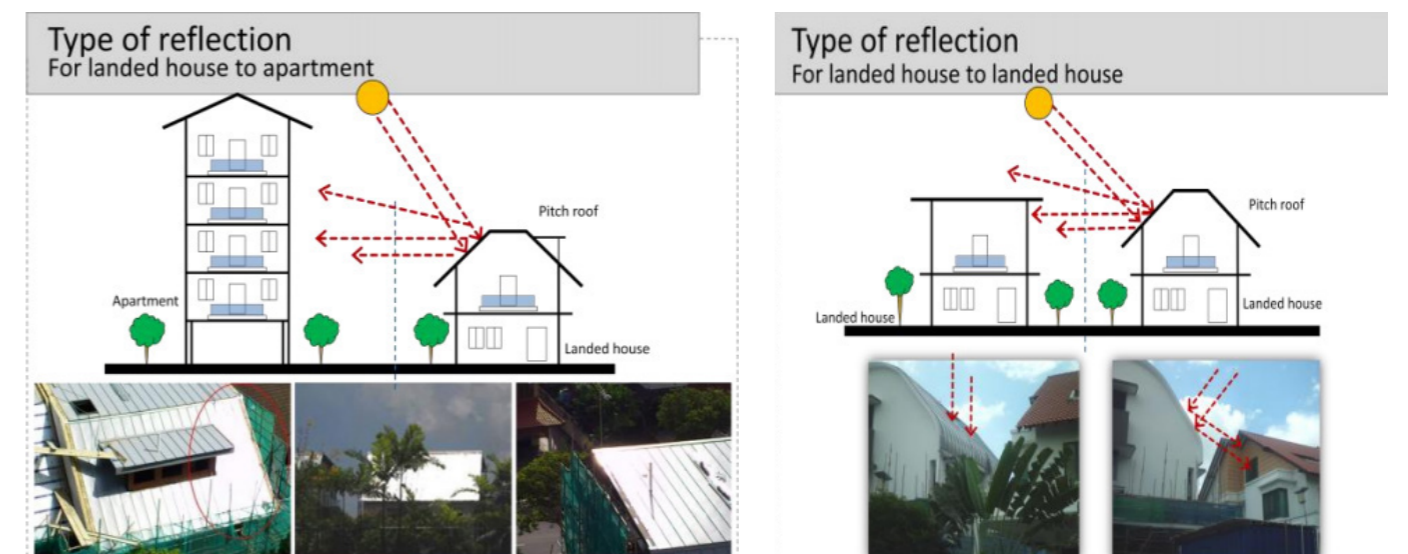 Type of reflection
For landed house to apartment
Pitch roof
Apartment
Landed house
Type of reflection
For landed house to landed house
Pitch roof
Landed house
Landed house